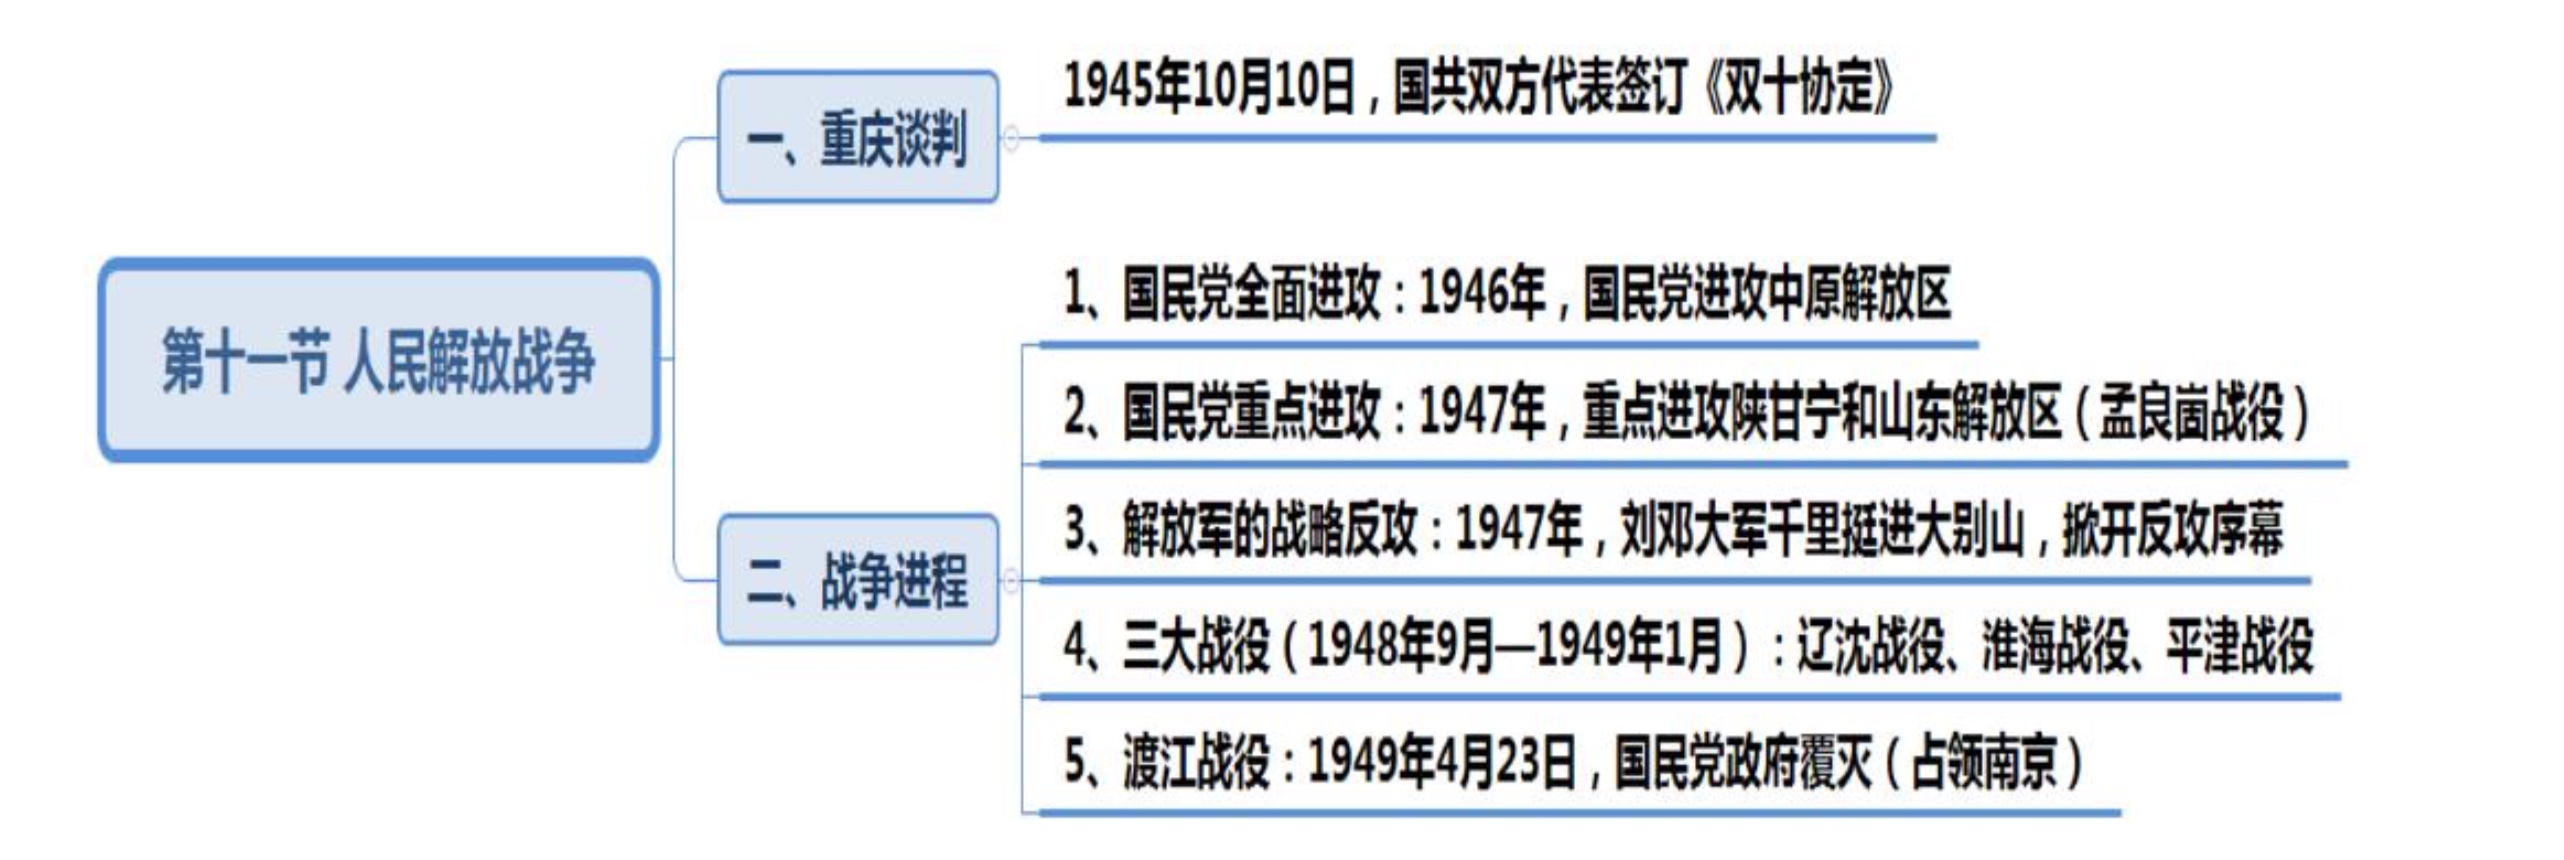 第十一节 人民解放战争
一、重庆谈判
1945年10月10日，国共双方代表签订《双十协定》
二、战争进程
1、国民党全面进攻：1946年，国民党进攻中原解放区
2、国民党重点进攻：1947年，重点进攻陕甘宁和山东解放区（孟良崮战役）
3、解放军的战略反攻：1947年，刘邓大军千里挺进大别山，掀开反攻序幕
4、三大战役（1948年9月—1949年1月）：辽沈战役、淮海战役、平津战役
5、渡江战役：1949年4月23日，国民党政府覆灭（占领南京）